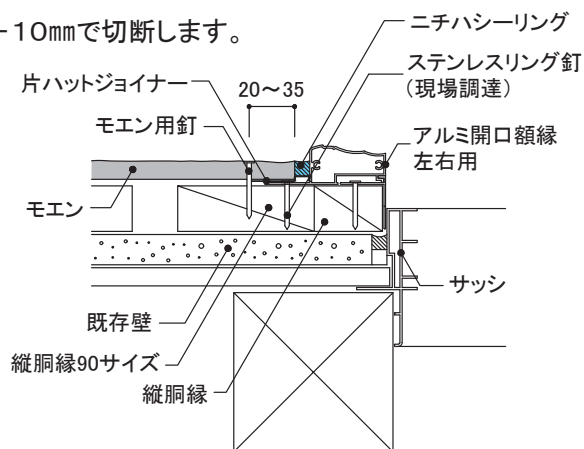 -10㎜で切断します。
ニチハシーリング
片ハットジョイナー
20～35
ステンレスリング釘
（現場調達）
モエン用釘
アルミ開口額縁
左右用
モエン
サッシ
既存壁
縦胴縁90サイズ
縦胴縁